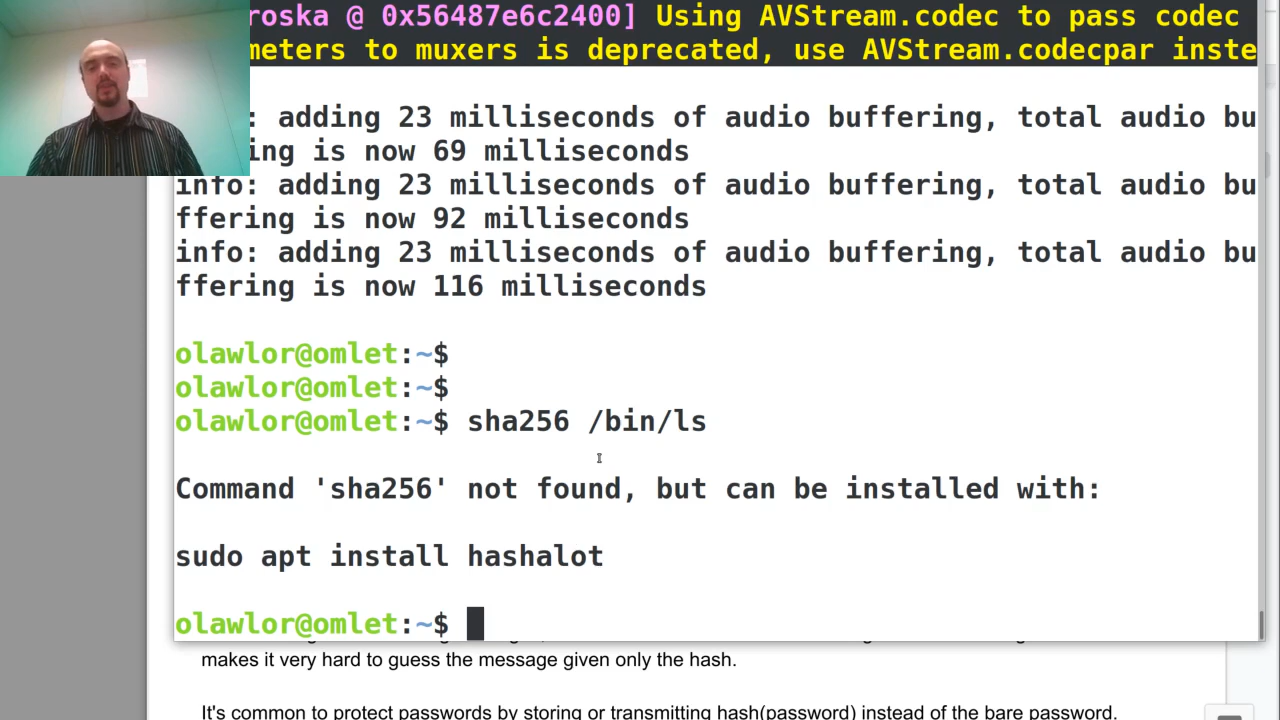 roska @ 0x56487e6c2400] Using AVStream.codec to pass codec
meters to muxers is deprecated, use AVStream.codecpar inste
: adding 23 milliseconds of audio buffering, total audio bu
ing is now 69 milliseconds
info: adding 23 milliseconds of audio buffering, total audio bu
ffering is now 92 milliseconds
info: adding 23 milliseconds of audio buffering, total audio bu
ffering is now 116 milliseconds
olawlor@omlet:~$
olawlor@omlet:~$
olawlor@omlet:~$ sha256 /bin/ls
Command 'sha256' not found, but can be installed with:
sudo apt install hashalot
olawlor@omlet:~$
makes it very hard to guess the message given only the hash.
It's common to protect passwords by storing or transmitting hash(password) instead of the bare password.